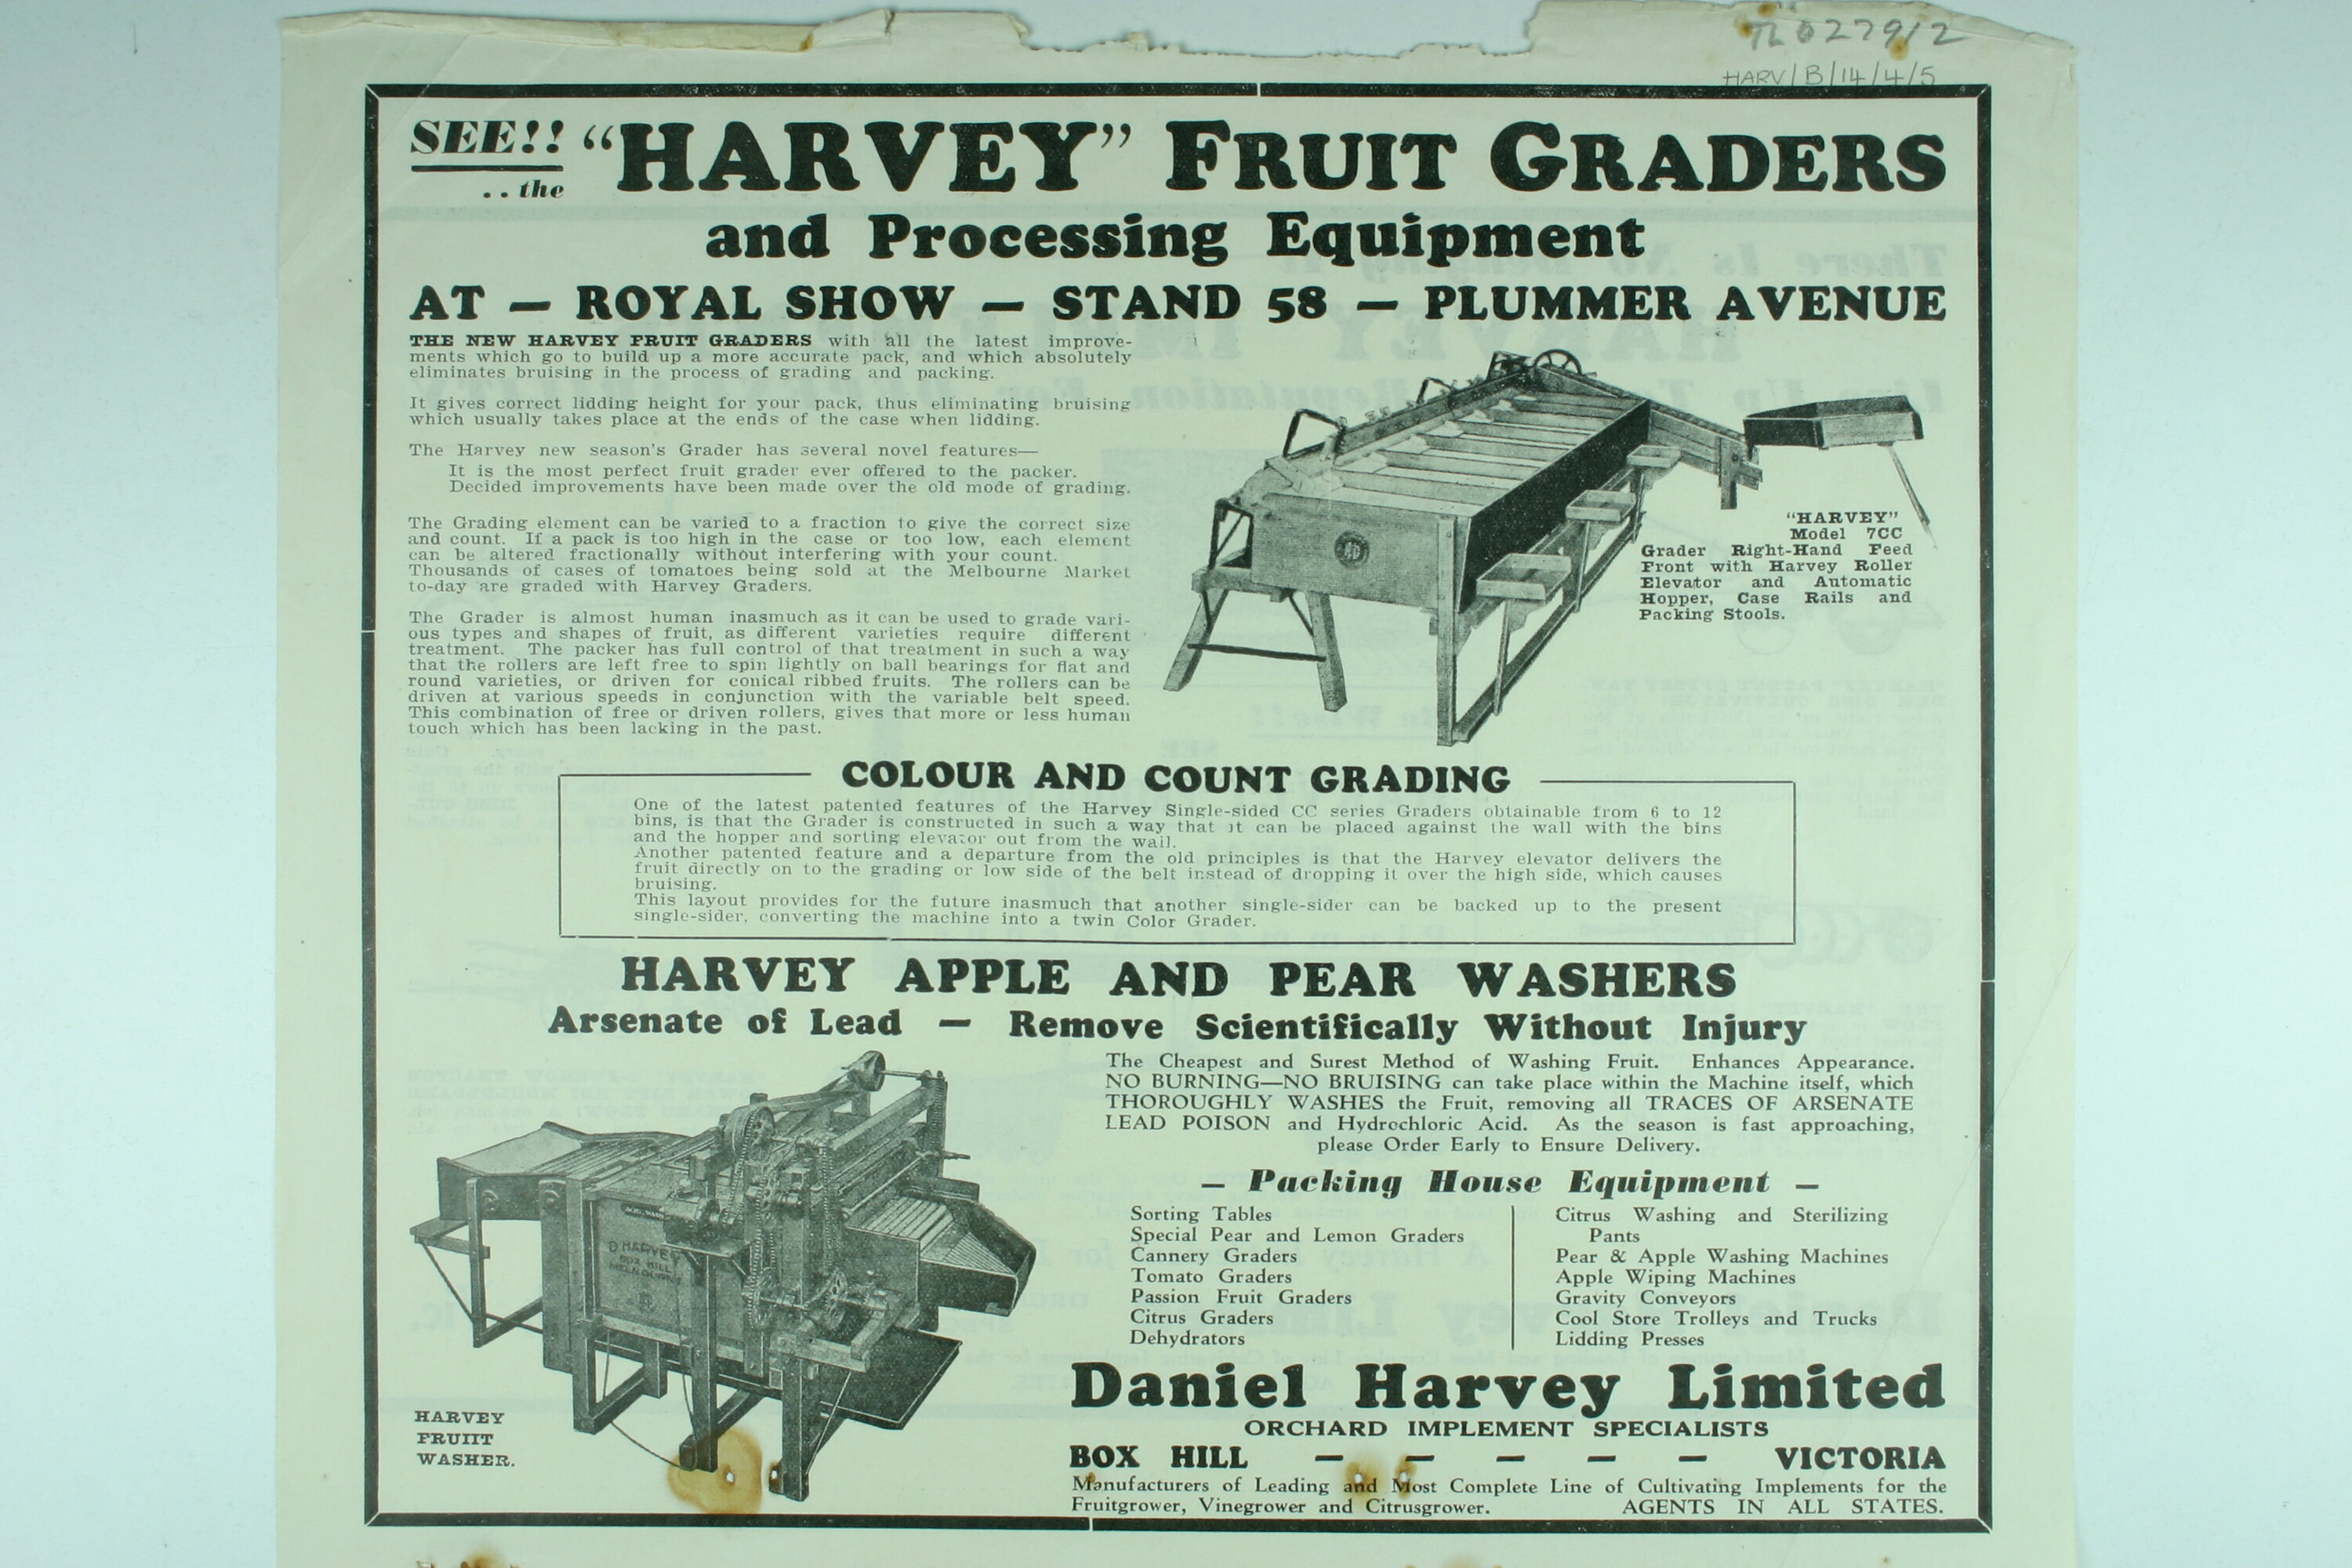 TL 027912
HARV/B/14/4/5
SEE!! "HARVEY" FRUIT GRADERS
. . the
and Processing Equipment
AT — ROYAL SHOW — STAND 58 — PLUMMER AVENUE
THE NEW HARVEY FRUIT GRADERS with all the latest improve-
ments which go to build up a more accurate pack, and which absolutely
eliminates bruising in the process of grading and packing.
It gives correct lidding height for your pack, thus eliminating bruising
which usually takes place at the ends of the case when lidding.
The Harvey new season's Grader has several novel features—
It is the most perfect fruit grader ever offered to the packer.
Decided improvements have been made over the old mode of grading.
The Grading element can be varied to a fraction to give the correct size
and count. If a pack is too high in the case or too low, each element
can be altered fractionally without interfering with your count.
Thousands of cases of tomatoes being sold at the Melbourne Market
to-day are graded with Harvey Graders.
The Grader is almost human inasmuch as it can be used to grade vari-
ous types and shapes of fruit, as different varieties require different
treatment. The packer has full control of that treatment in such a way
that the rollers are left free to spin lightly on ball bearings for flat and
round varieties, or driven for conical ribbed fruits. The rollers can be
driven at various speeds in conjunction with the variable belt speed.
This combination of free or driven rollers, gives that more or less human
touch which has been lacking in the past.
"HARVEY"
Model 7CC
Grader Right-Hand Feed
Front with Harvey Roller
Elevator and Automatic
Hopper, Case Rails and
Packing Stools.
COLOUR AND COUNT GRADING
One of the latest patented features of the Harvey Single-sided CC series Graders obtainable from 6 to 12
bins, is that the Grader is constructed in such a way that it can be placed against the wall with the bins
and the hopper and sorting elevator out from the wall.
Another patented feature and a departure from the old principles is that the Harvey elevator delivers the
fruit directly on to the grading or low side of the belt instead of dropping it over the high side, which causes
bruising.
This layout provides for the future inasmuch that another single-sider can be backed up to the present
single-sider, converting the machine into a twin Color Grader.
HARVEY APPLE AND PEAR WASHERS
Arsenate of Lead — Remove Scientifically Without Injury
The Cheapest and Surest Method of Washing Fruit. Enhances Appearance.
NO BURNING—NO BRUISING can take place within the Machine itself, which
THOROUGHLY WASHES the Fruit, removing all TRACES OF ARSENATE
LEAD POISON and Hydrochloric Acid. As the season is fast approaching,
please Order Early to Ensure Delivery.
— Packing House Equipment —
Sorting Tables
Special Pear and Lemon Graders
Cannery Graders
Tomato Graders
Passion Fruit Graders
Citrus Graders
Dehydrators
Citrus Washing and Sterilizing
Pants
Pear & Apple Washing Machines
Apple Wiping Machines
Gravity Conveyors
Cool Store Trolleys and Trucks
Lidding Presses
D HARVEY
BOX HILL
MELBOURNE
HARVEY
FRUIIT
WASHER.
Daniel Harvey Limited
ORCHARD IMPLEMENT SPECIALISTS
BOX HILL — — — — — VICTORIA
Manufacturers of Leading and Most Complete Line of Cultivating Implements for the
Fruitgrower, Vinegrower and Citrusgrower. AGENTS IN ALL STATES.